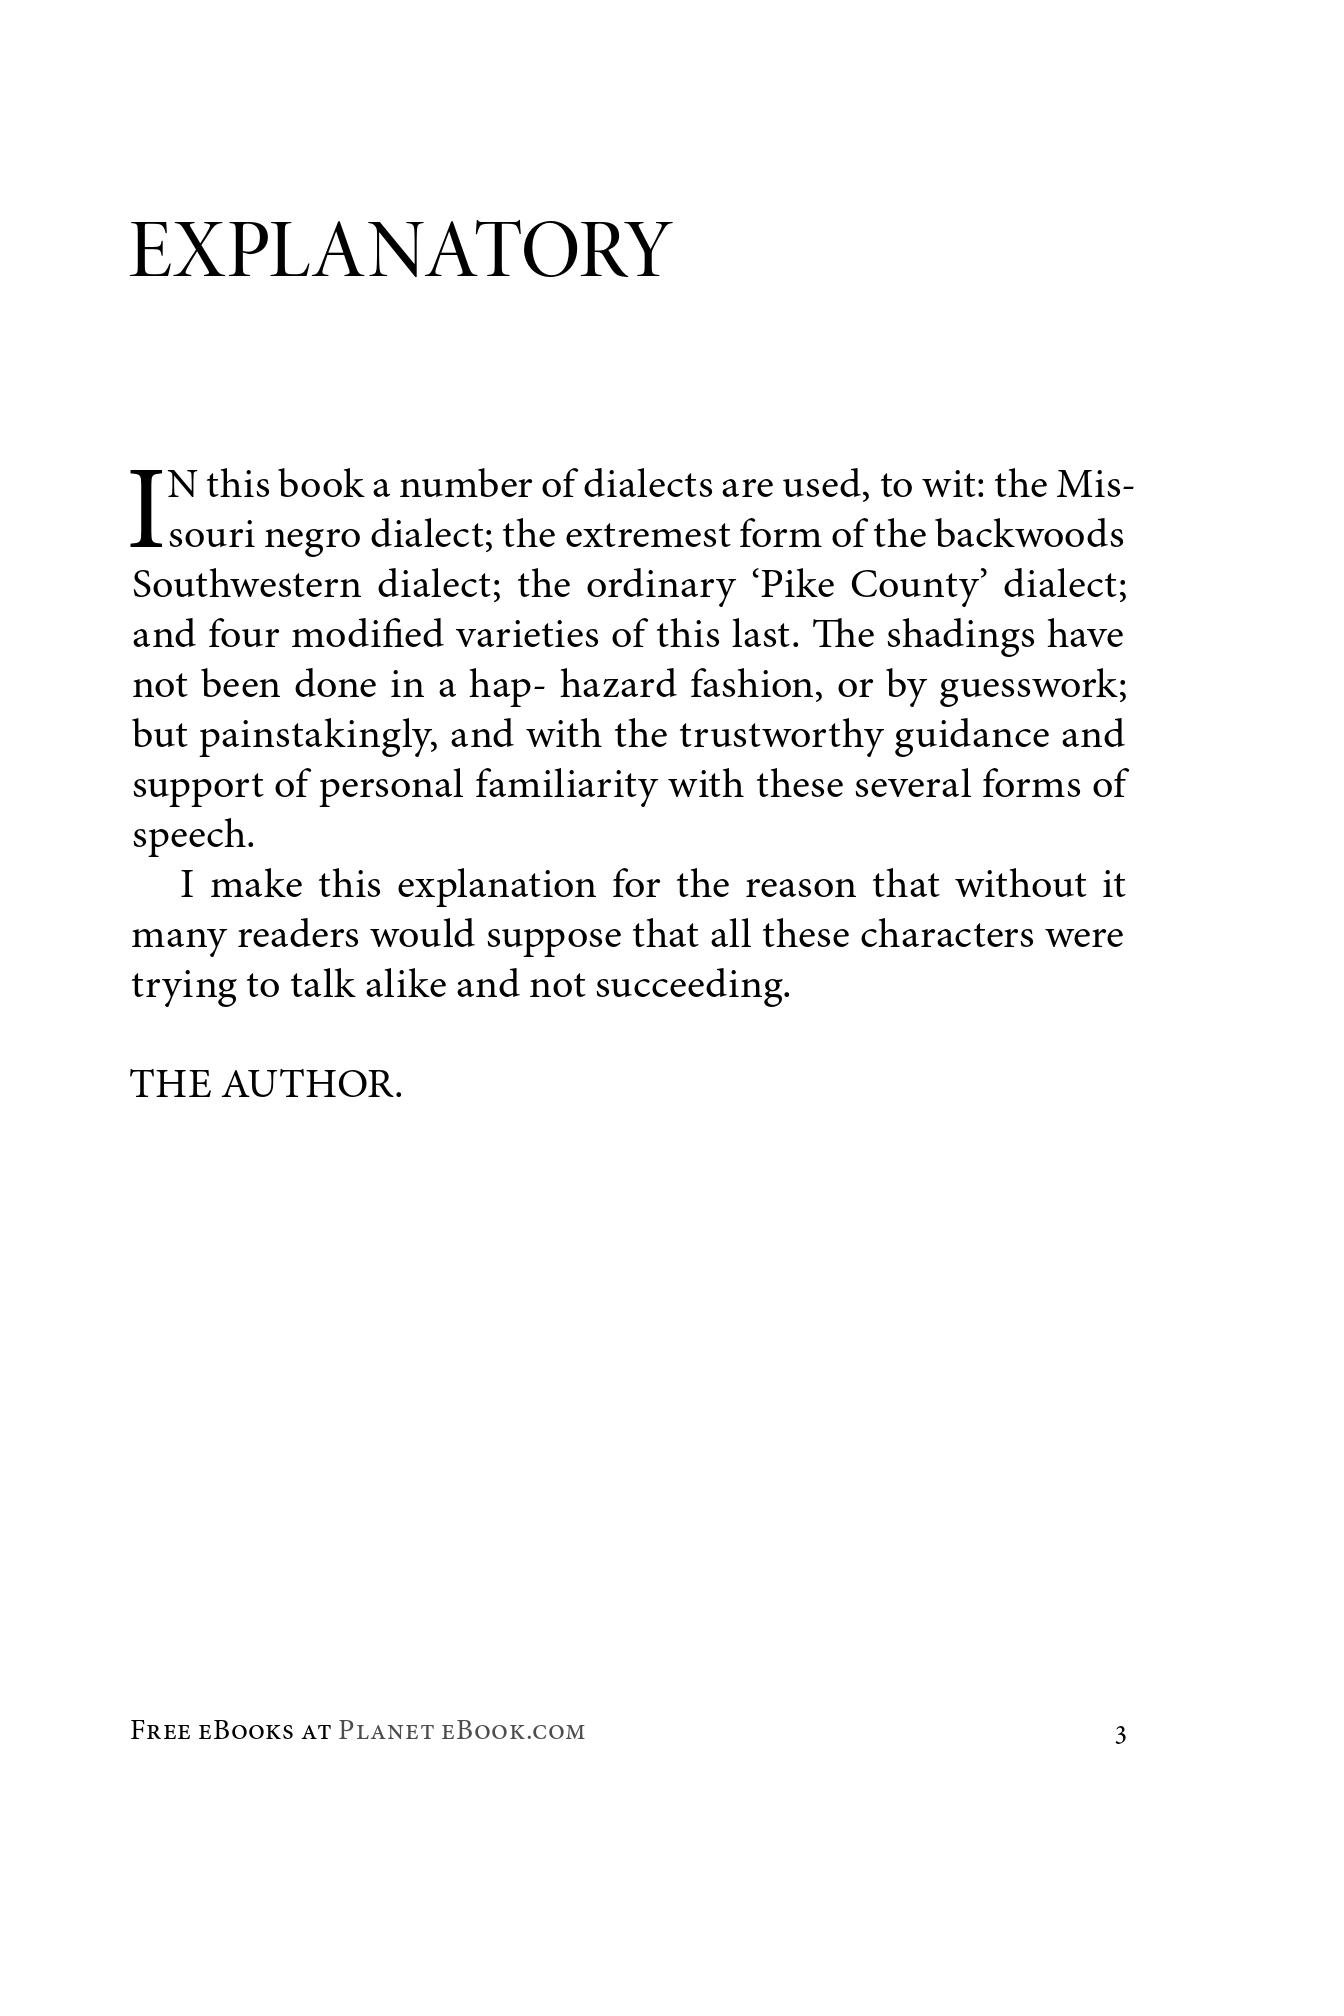 EXPLANATORY
IN this book a number of dialects are used, to wit: the Mis-
souri negro dialect; the extremest form of the backwoods
Southwestern dialect; the ordinary ‘Pike County’ dialect;
and four modified varieties of this last. The shadings have
not been done in a hap- hazard fashion, or by guesswork;
but painstakingly, and with the trustworthy guidance and
support of personal familiarity with these several forms of
speech.
I make this explanation for the reason that without it
many readers would suppose that all these characters were
trying to talk alike and not succeeding.
THE AUTHOR.
Free eBooks at Planet eBook.com 3